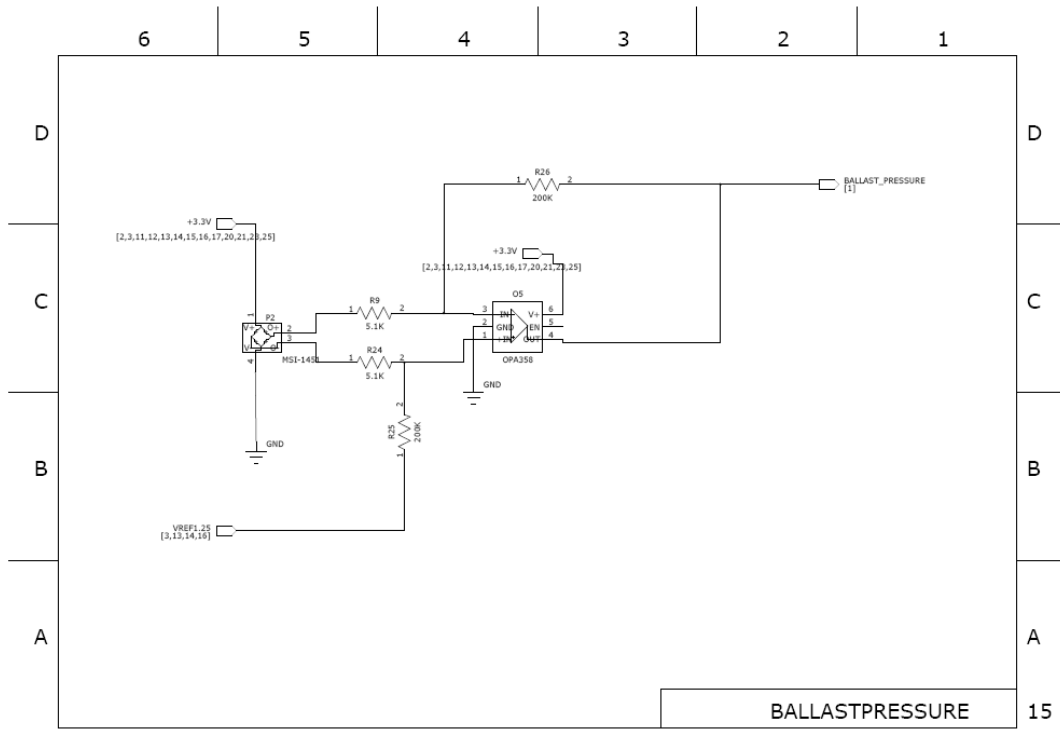 6 5 4 3 2 1
D D
R26
1 2
200K
BALLAST_PRESSURE
[1]
+3.3V
[2,3,11,12,13,14,15,16,17,20,21,23,25]
+3.3V
[2,3,11,12,13,14,15,16,17,20,21,23,25]
C C
1
P2
V+ O+ 2
V- O- 3
4
MSI-1451
GND
R9
1 2
5.1K
R24
1 2
5.1K
O5
3 IN- V+ 6
2 GND EN 5
1 +IN OUT 4
OPA358
GND
2
R25
200K
1
B B
VREF1.25
[3,13,14,16]
A A
BALLASTPRESSURE 15